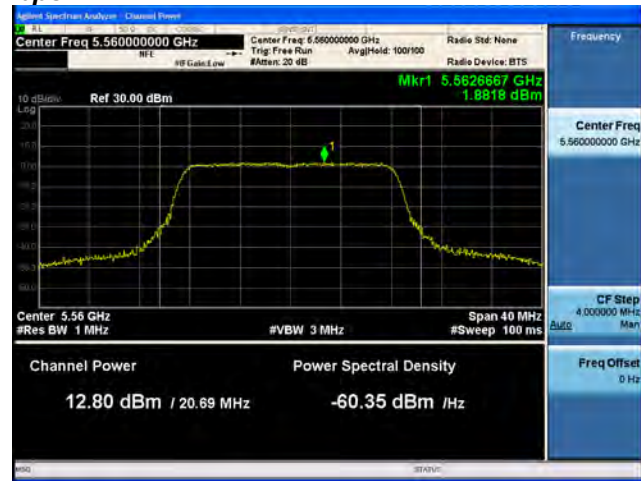 Agilent Spectrum Analyzer - Channel Power
RL
Center Freq 5.560000000 GHz
NFE
#IFGain:Low
Center Freq: 5.560000000 GHz
Trig: Free Run Avg|Hold: 100/100
#Atten: 20 dB
Radio Std: None
Radio Device: BTS
Frequency
Mkr1 5.5626667 GHz
1.8818 dBm
10 dB/div Ref 30.00 dBm
Log
1
Center Freq
5.560000000 GHz
Center 5.56 GHz
#Res BW 1 MHz
#VBW 3 MHz
Span 40 MHz
#Sweep 100 ms
CF Step
4.000000 MHz
Auto Man
Channel Power
12.80 dBm / 20.69 MHz
Power Spectral Density
-60.35 dBm /Hz
Freq Offset
0 Hz
MSG
STATUS